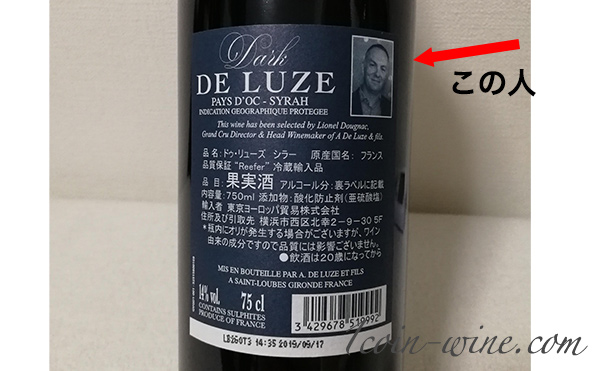 Dark
DE LUZE
PAYS D'OC - SYRAH
INDICATION GEOGRAPHIQUE PROTEGEE
This wine has been selected by Lionel Dougnac,
Grand Cru Director & Head Winemaker of A De Luze & fils.
品名:ドゥ・リューズ シラー 原産国名: フランス
品質保証 "Reefer" 冷蔵輸入品
品目:果実酒 アルコール分:裏ラベルに記載
内容量:750ml 添加物:酸化防止剤(亜硫酸塩)
輸入者 東京ヨーロッパ貿易株式会社
住所及び引取先 横浜市西区北幸2-9-30 5F
*瓶内にオリが発生する場合がございますが、ワイン
由来の成分ですので品質には影響ございません。
●飲酒は20歳になってから
MIS EN BOUTEILLE PAR A. DE LUZE ET FILS
A SAINT-LOUBES GIRONDE FRANCE
14% vol.
75 cl
CONTAINS SULPHITES
PRODUCE OF FRANCE
3 429678 519992
14:35 2019/09/17
この人
1coin-wine.com